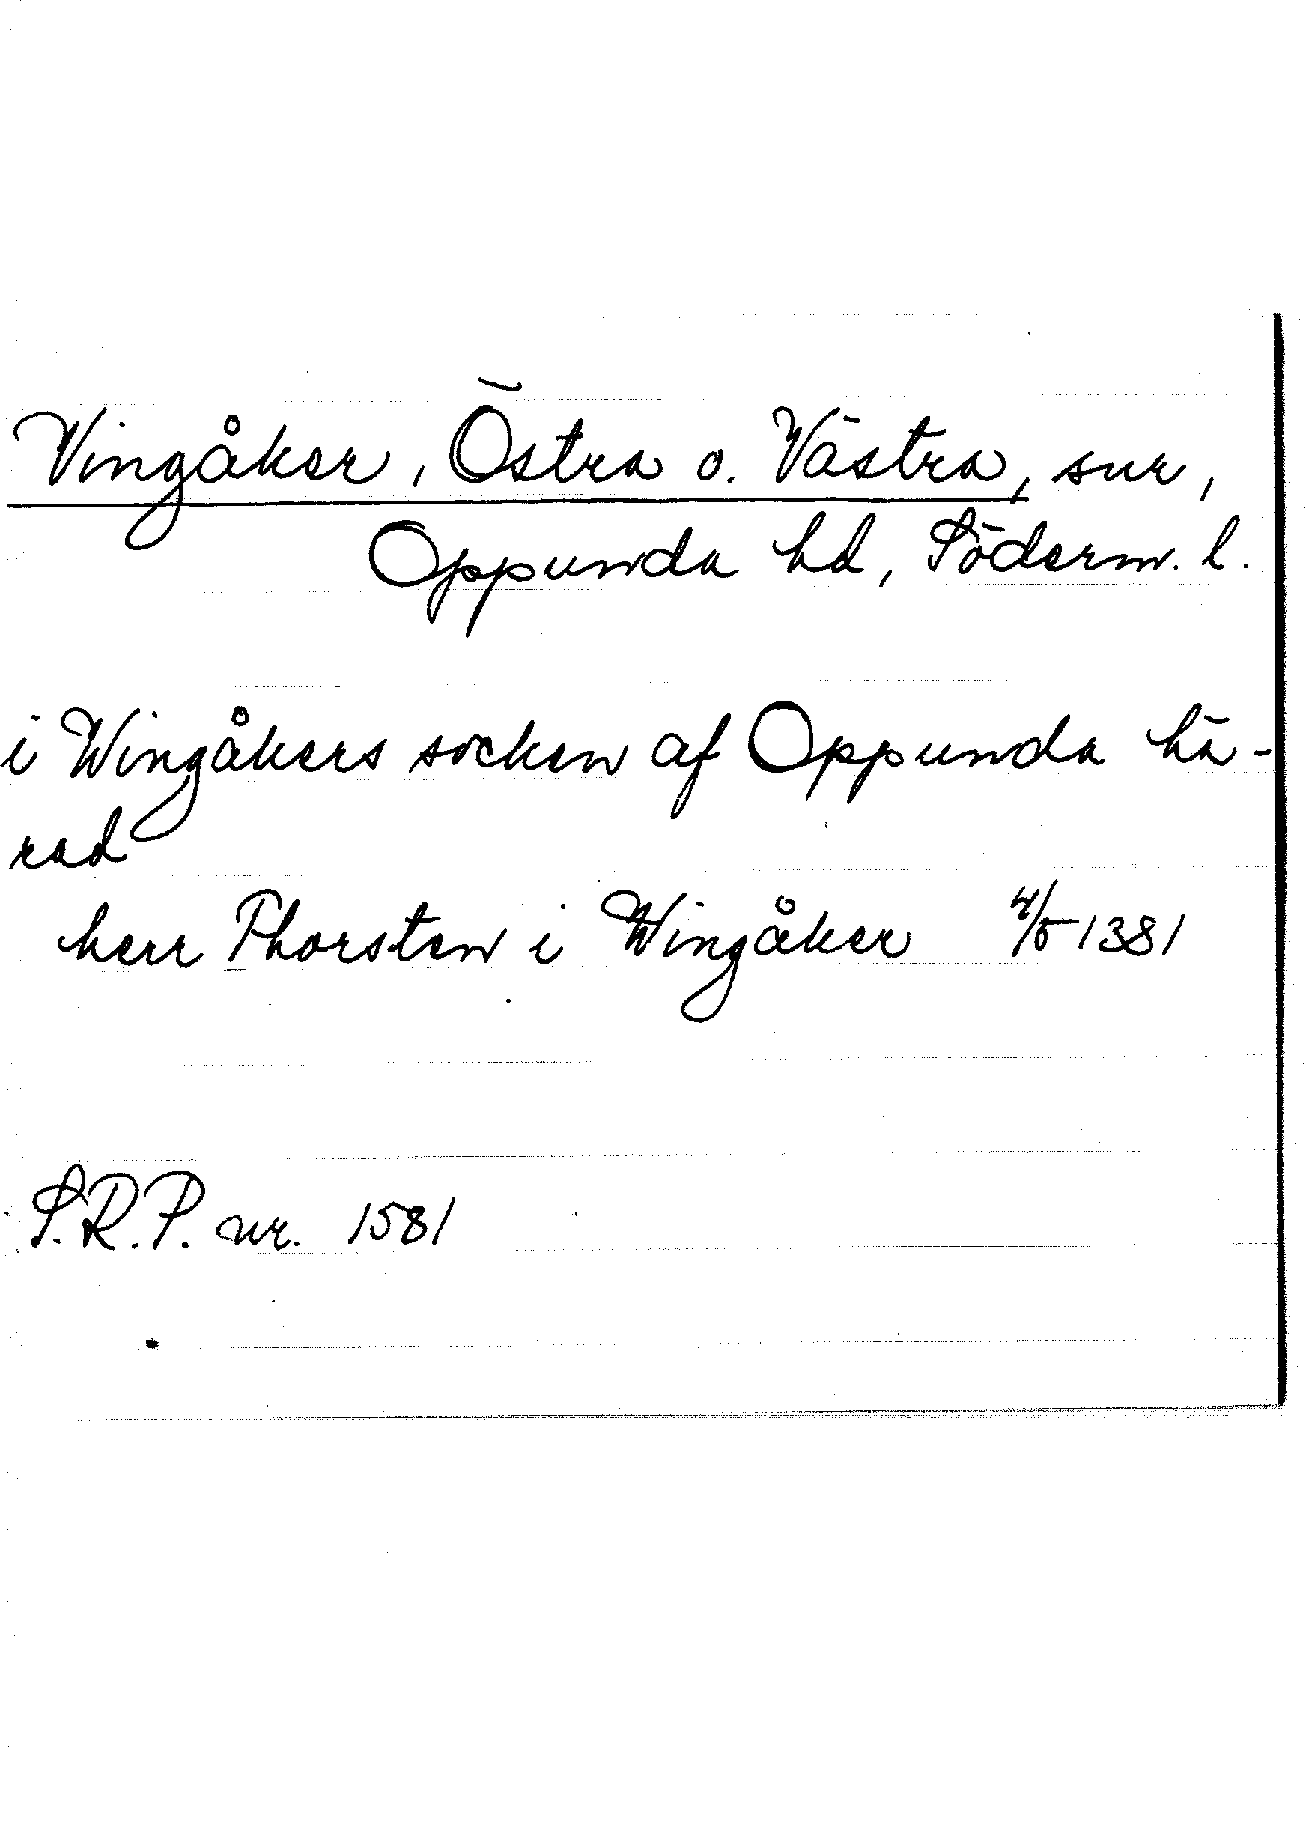 Vingåker, Östra o. Västra, snr,
Oppunda hd, Söderm. l.
i Wingåkers socken af Oppunda hä-
rad
herr Thorsten i Wingåker 4/5 1381
S.R.P. nr. 1581